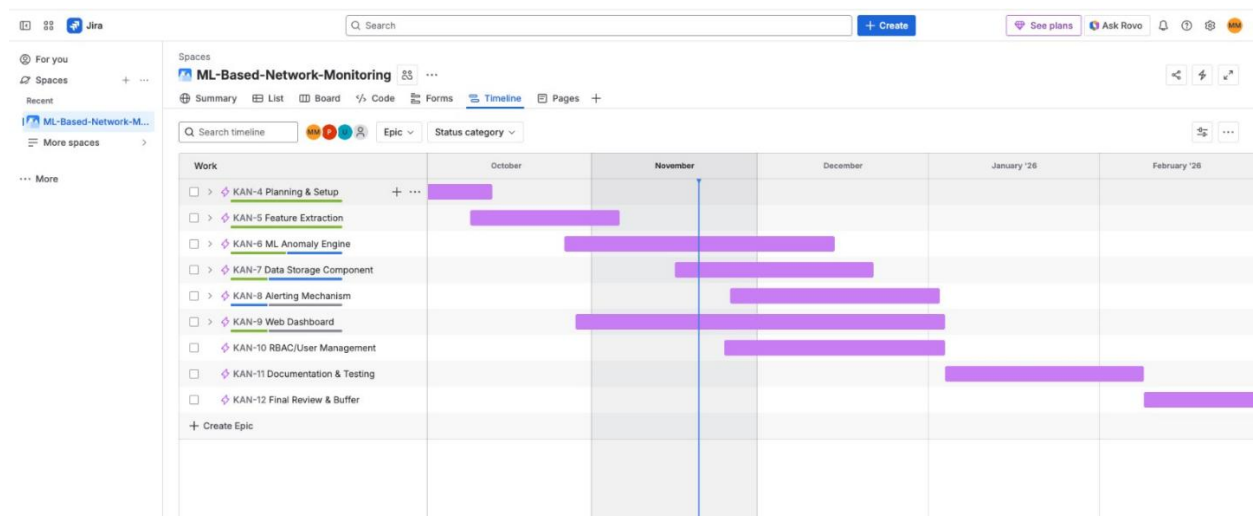 Jira
Search
+ Create
See plans
Ask Rovo
MM
For you
Spaces
Recent
ML-Based-Network-M...
More spaces
More
Spaces
ML-Based-Network-Monitoring
Summary List Board Code Forms Timeline Pages
Search timeline
MM P U
Epic
Status category
Work October November December January '26 February '26
KAN-4 Planning & Setup
KAN-5 Feature Extraction
KAN-6 ML Anomaly Engine
KAN-7 Data Storage Component
KAN-8 Alerting Mechanism
KAN-9 Web Dashboard
KAN-10 RBAC/User Management
KAN-11 Documentation & Testing
KAN-12 Final Review & Buffer
+ Create Epic